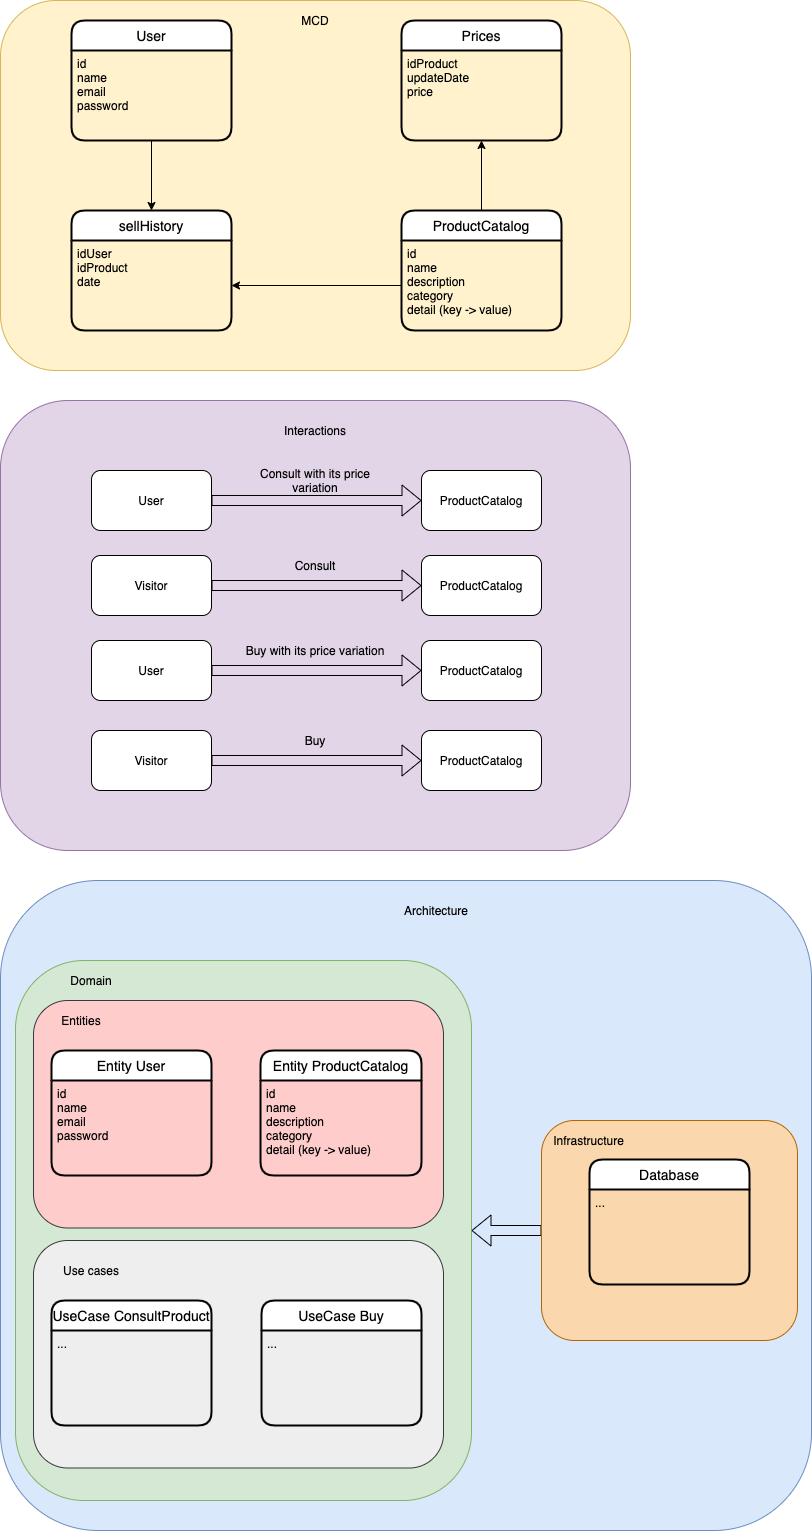 MCD
User
id
name
email
password
Prices
idProduct
updateDate
price
sellHistory
idUser
idProduct
date
ProductCatalog
id
name
description
category
detail (key -> value)
Interactions
User
Consult with its price
variation
ProductCatalog
Visitor
Consult
ProductCatalog
User
Buy with its price variation
ProductCatalog
Visitor
Buy
ProductCatalog
Architecture
Domain
Entities
Entity User
id
name
email
password
Entity ProductCatalog
id
name
description
category
detail (key -> value)
Use cases
UseCase ConsultProduct
...
UseCase Buy
...
Infrastructure
Database
...